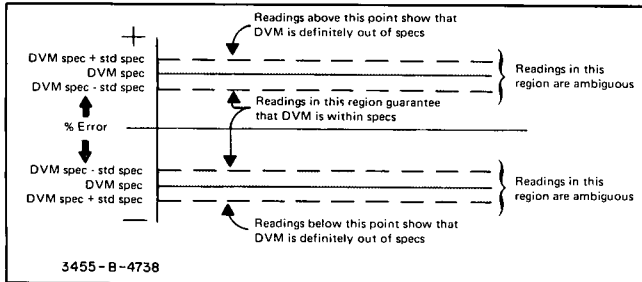 Readings above this point show that
DVM is definitely out of specs
+
DVM spec + std spec
DVM spec
DVM spec - std spec
Readings in this
region are ambiguous
Readings in this region guarantee
that DVM is within specs
% Error
DVM spec - std spec
DVM spec
DVM spec + std spec
Readings in this
region are ambiguous
—
Readings below this point show that
DVM is definitely out of specs
3455-B-4738